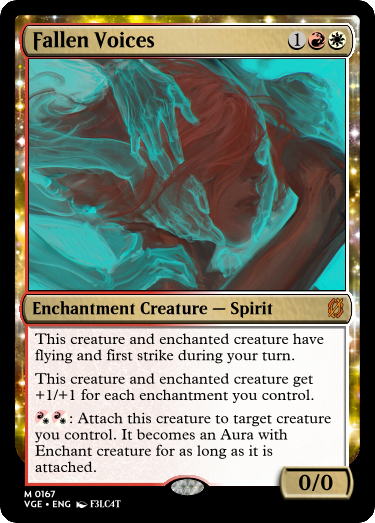 Fallen Voices 1
Enchantment Creature — Spirit
This creature and enchanted creature have
flying and first strike during your turn.
This creature and enchanted creature get
+1/+1 for each enchantment you control.
: Attach this creature to target creature
you control. It becomes an Aura with
Enchant creature for as long as it is
attached.
0/0
M 0167
VGE • ENG F3LC4T